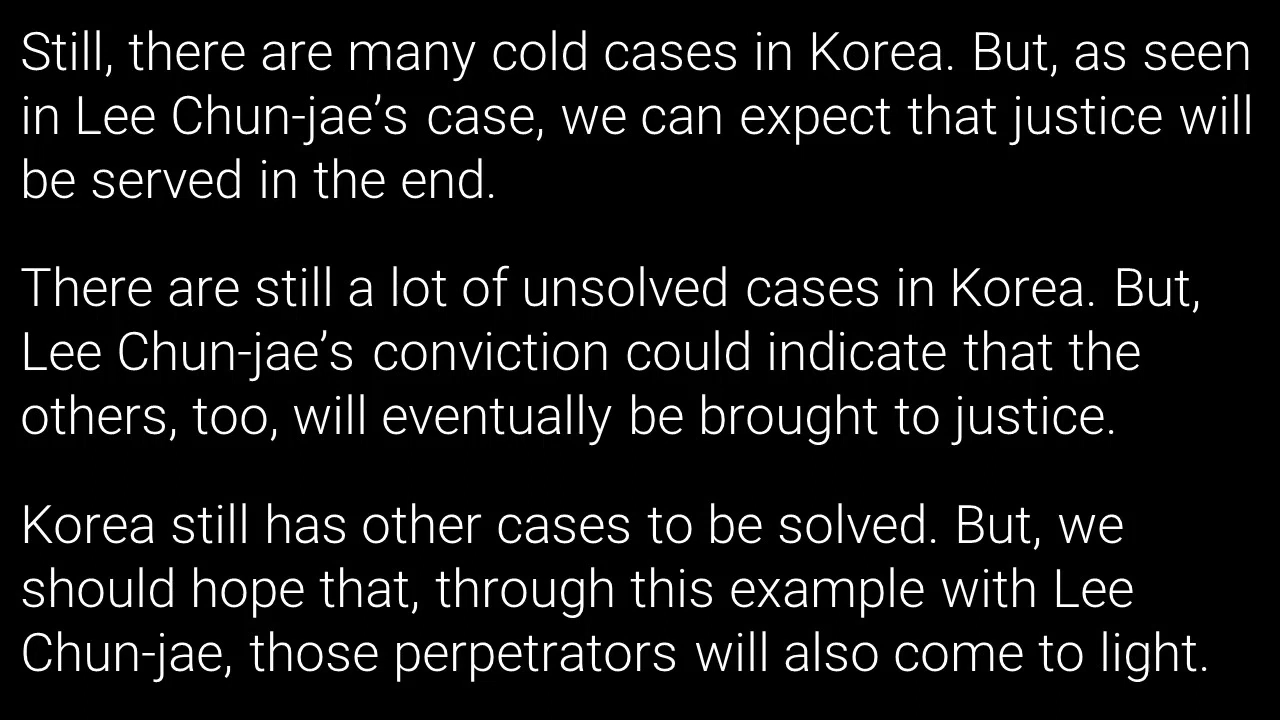 Still, there are many cold cases in Korea. But, as seen
in Lee Chun-jae’s case, we can expect that justice will
be served in the end.
There are still a lot of unsolved cases in Korea. But,
Lee Chun-jae’s conviction could indicate that the
others, too, will eventually be brought to justice.
Korea still has other cases to be solved. But, we
should hope that, through this example with Lee
Chun-jae, those perpetrators will also come to light.